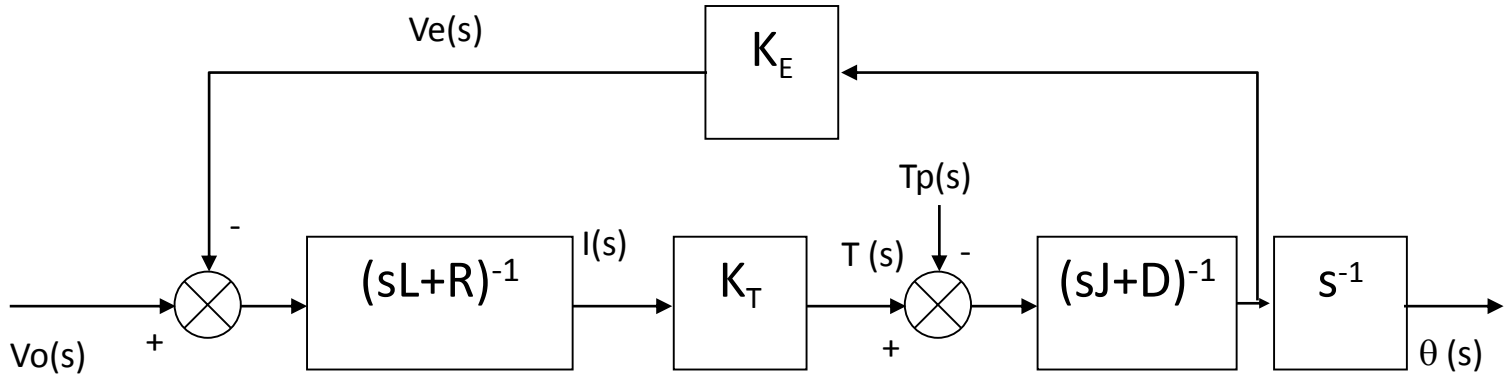 Ve(s)
K_E
Tp(s)
-
I(s)
T (s)
-
(sL+R)^-1
K_T
(sJ+D)^-1
s^-1
+
+
Vo(s)
θ (s)